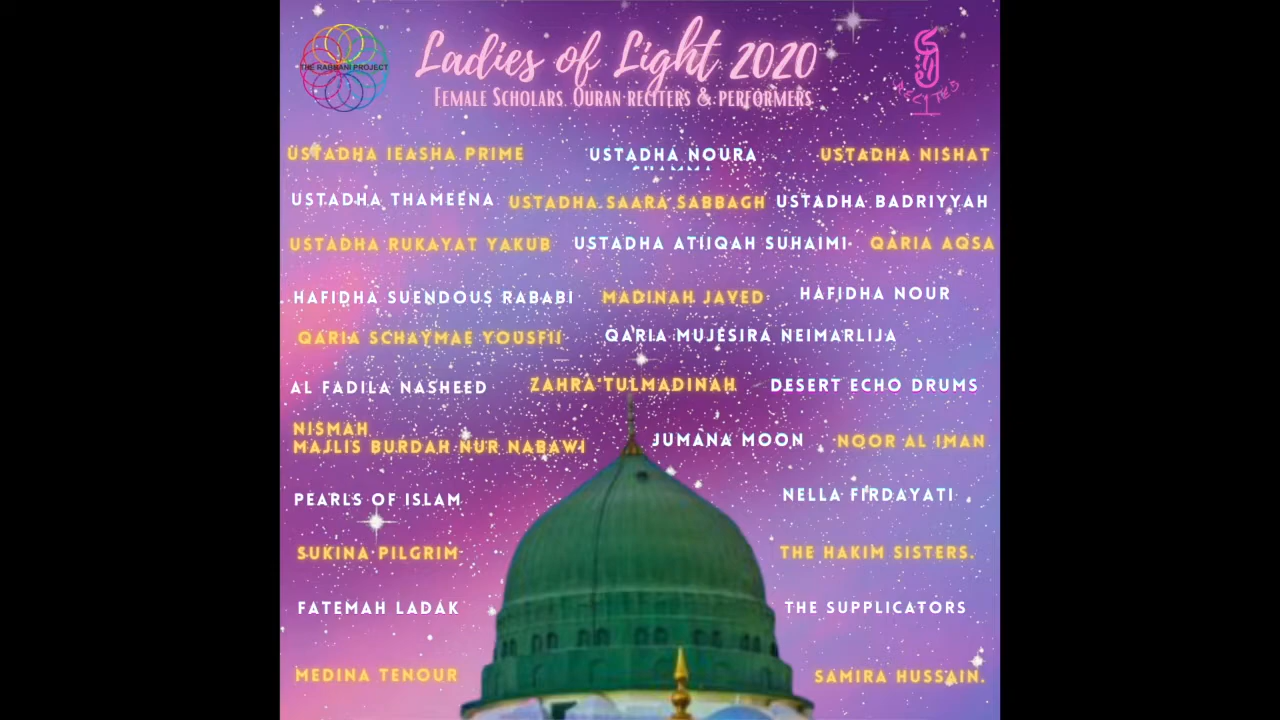 Ladies of Light 2020
THE RABBANI PROJECT
RECITES
FEMALE SCHOLARS, QURAN RECITERS & PERFORMERS
USTADHA IEASHA PRIME USTADHA NOURA USTADHA NISHAT
USTADHA THAMEENA USTADHA SAARA SABBAGH USTADHA BADRIYYAH
USTADHA RUKAYAT YAKUB USTADHA ATIIQAH SUHAIMI QARIA AQSA
HAFIDHA SUENDOUS RABABI MADINAH JAVED HAFIDHA NOUR
QARIA SCHAYMAE YOUSFII QARIA MUJESIRA NEIMARLIJA
AL FADILA NASHEED ZAHRA'TULMADINAH DESERT ECHO DRUMS
NISMAH
MAJLIS BURDAH NUR NABAWI JUMANA MOON NOOR AL IMAN
PEARLS OF ISLAM NELLA FIRDAYATI
SUKINA PILGRIM THE HAKIM SISTERS.
FATEMAH LADAK THE SUPPLICATORS
MEDINA TENOUR SAMIRA HUSSAIN.